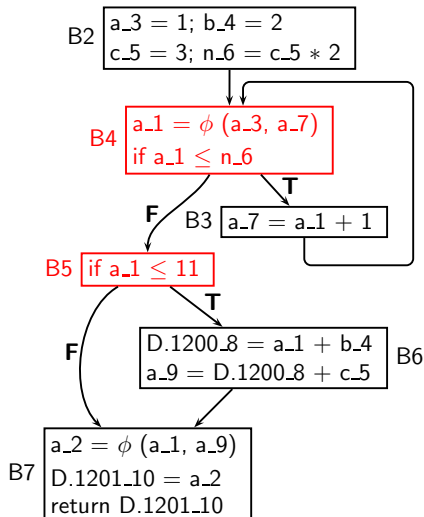 B2
a_3 = 1; b_4 = 2
c_5 = 3; n_6 = c_5 * 2
B4
a_1 = ϕ (a_3, a_7)
if a_1 ≤ n_6
F
T
B3
a_7 = a_1 + 1
B5
if a_1 ≤ 11
F
T
D.1200_8 = a_1 + b_4
a_9 = D.1200_8 + c_5
B6
B7
a_2 = ϕ (a_1, a_9)
D.1201_10 = a_2
return D.1201_10